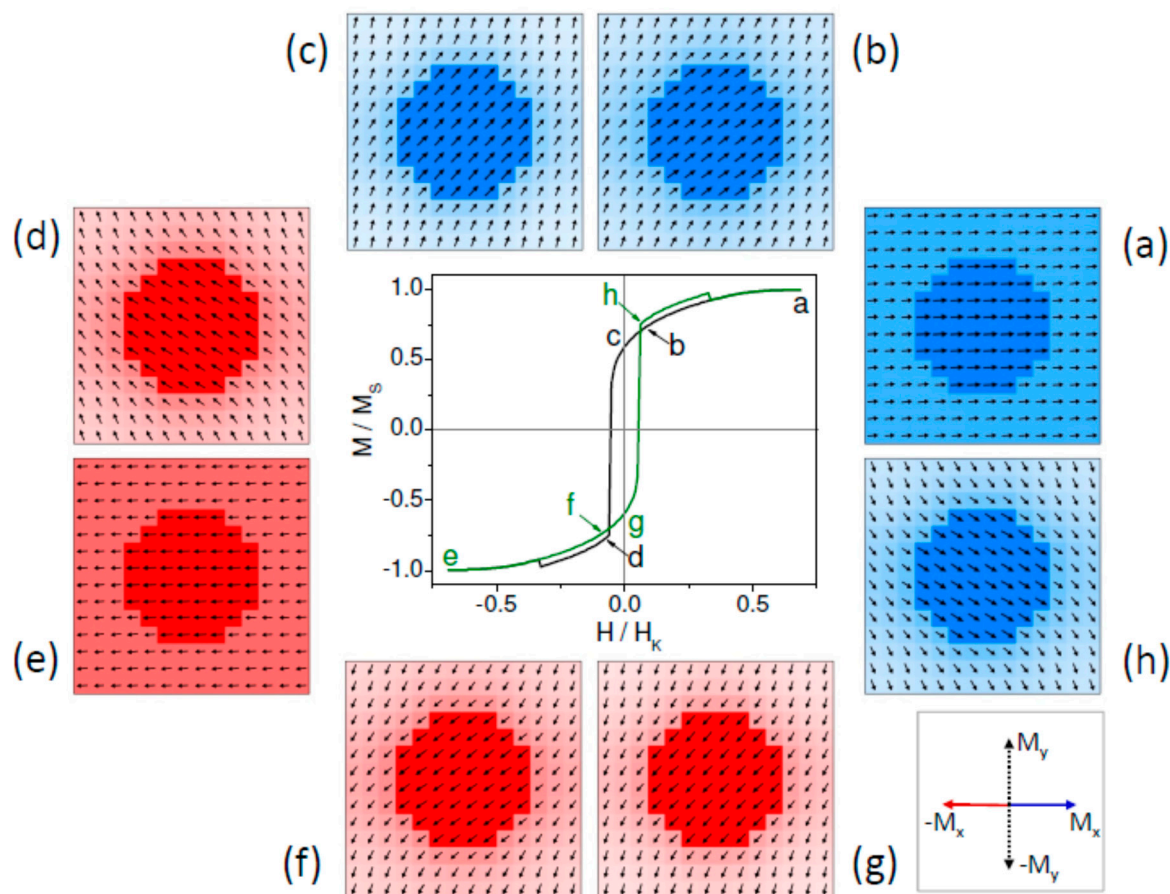 (c)
(b)
(d)
(a)
M / M_S
1.0
0.5
0.0
-0.5
-1.0
h
a
c
b
f
g
e
d
-0.5
0.0
0.5
H / H_K
(e)
(h)
(f)
(g)
M_y
-M_x
M_x
-M_y